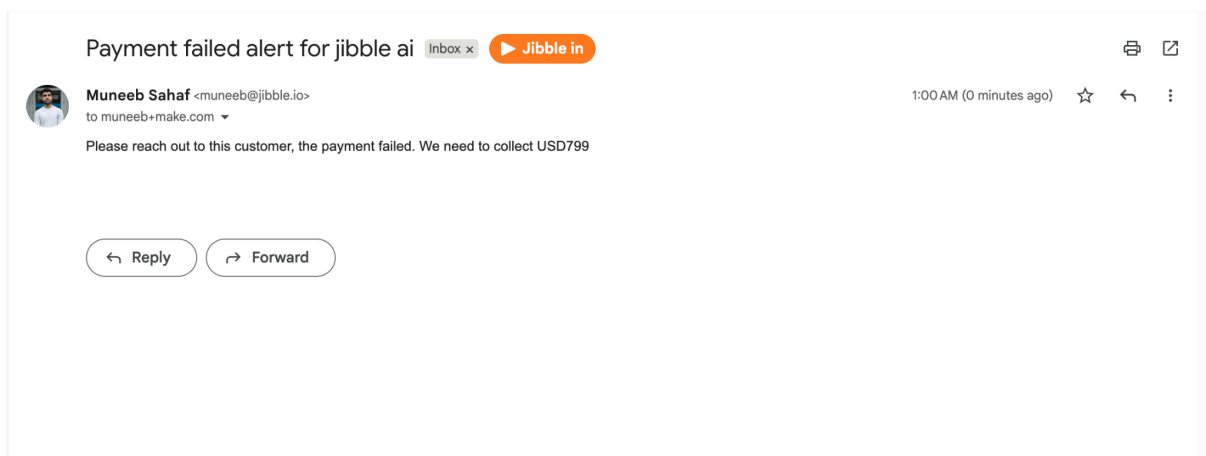 Payment failed alert for jibble ai Inbox × Jibble in
Muneeb Sahaf <muneeb@jibble.io> 1:00 AM (0 minutes ago)
to muneeb+make.com
Please reach out to this customer, the payment failed. We need to collect USD799
Reply Forward